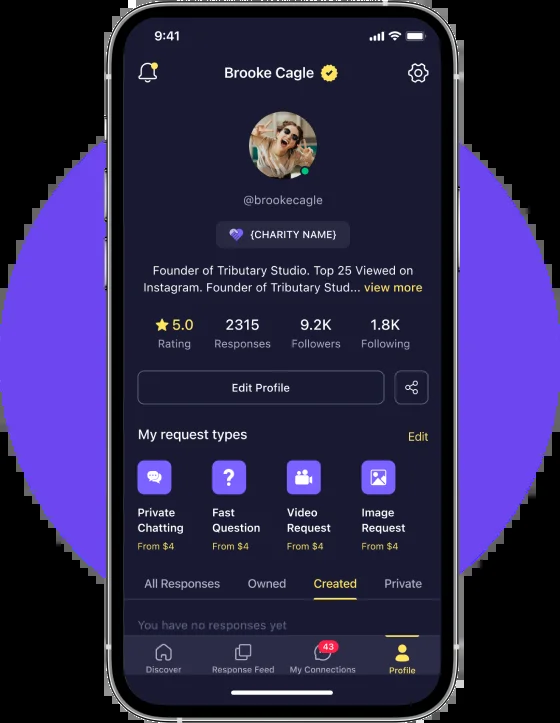 9:41
Brooke Cagle
@brookecagle
{CHARITY NAME}
Founder of Tributary Studio. Top 25 Viewed on
Instagram. Founder of Tributary Stud... view more
5.0 2315 9.2K 1.8K
Rating Responses Followers Following
Edit Profile
My request types Edit
Private Fast Video Image
Chatting Question Request Request
From $4 From $4 From $4 From $4
All Responses Owned Created Private
You have no responses yet
43
Discover Response Feed My Connections Profile